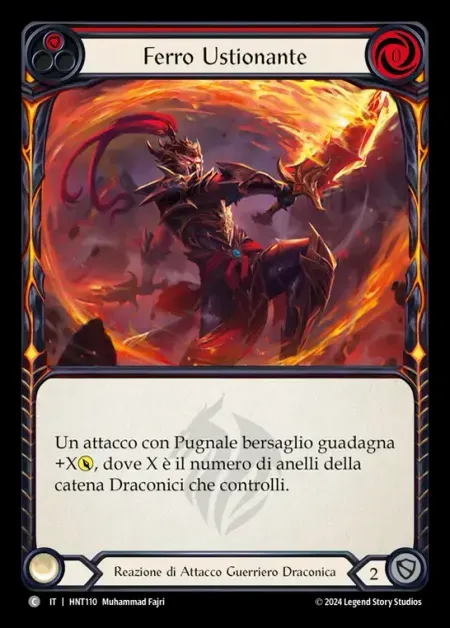 Ferro Ustionante
0
Un attacco con Pugnale bersaglio guadagna
+X, dove X è il numero di anelli della
catena Draconici che controlli.
Reazione di Attacco Guerriero Draconica
2
C IT | HNT110 Muhammad Fajri
© 2024 Legend Story Studios